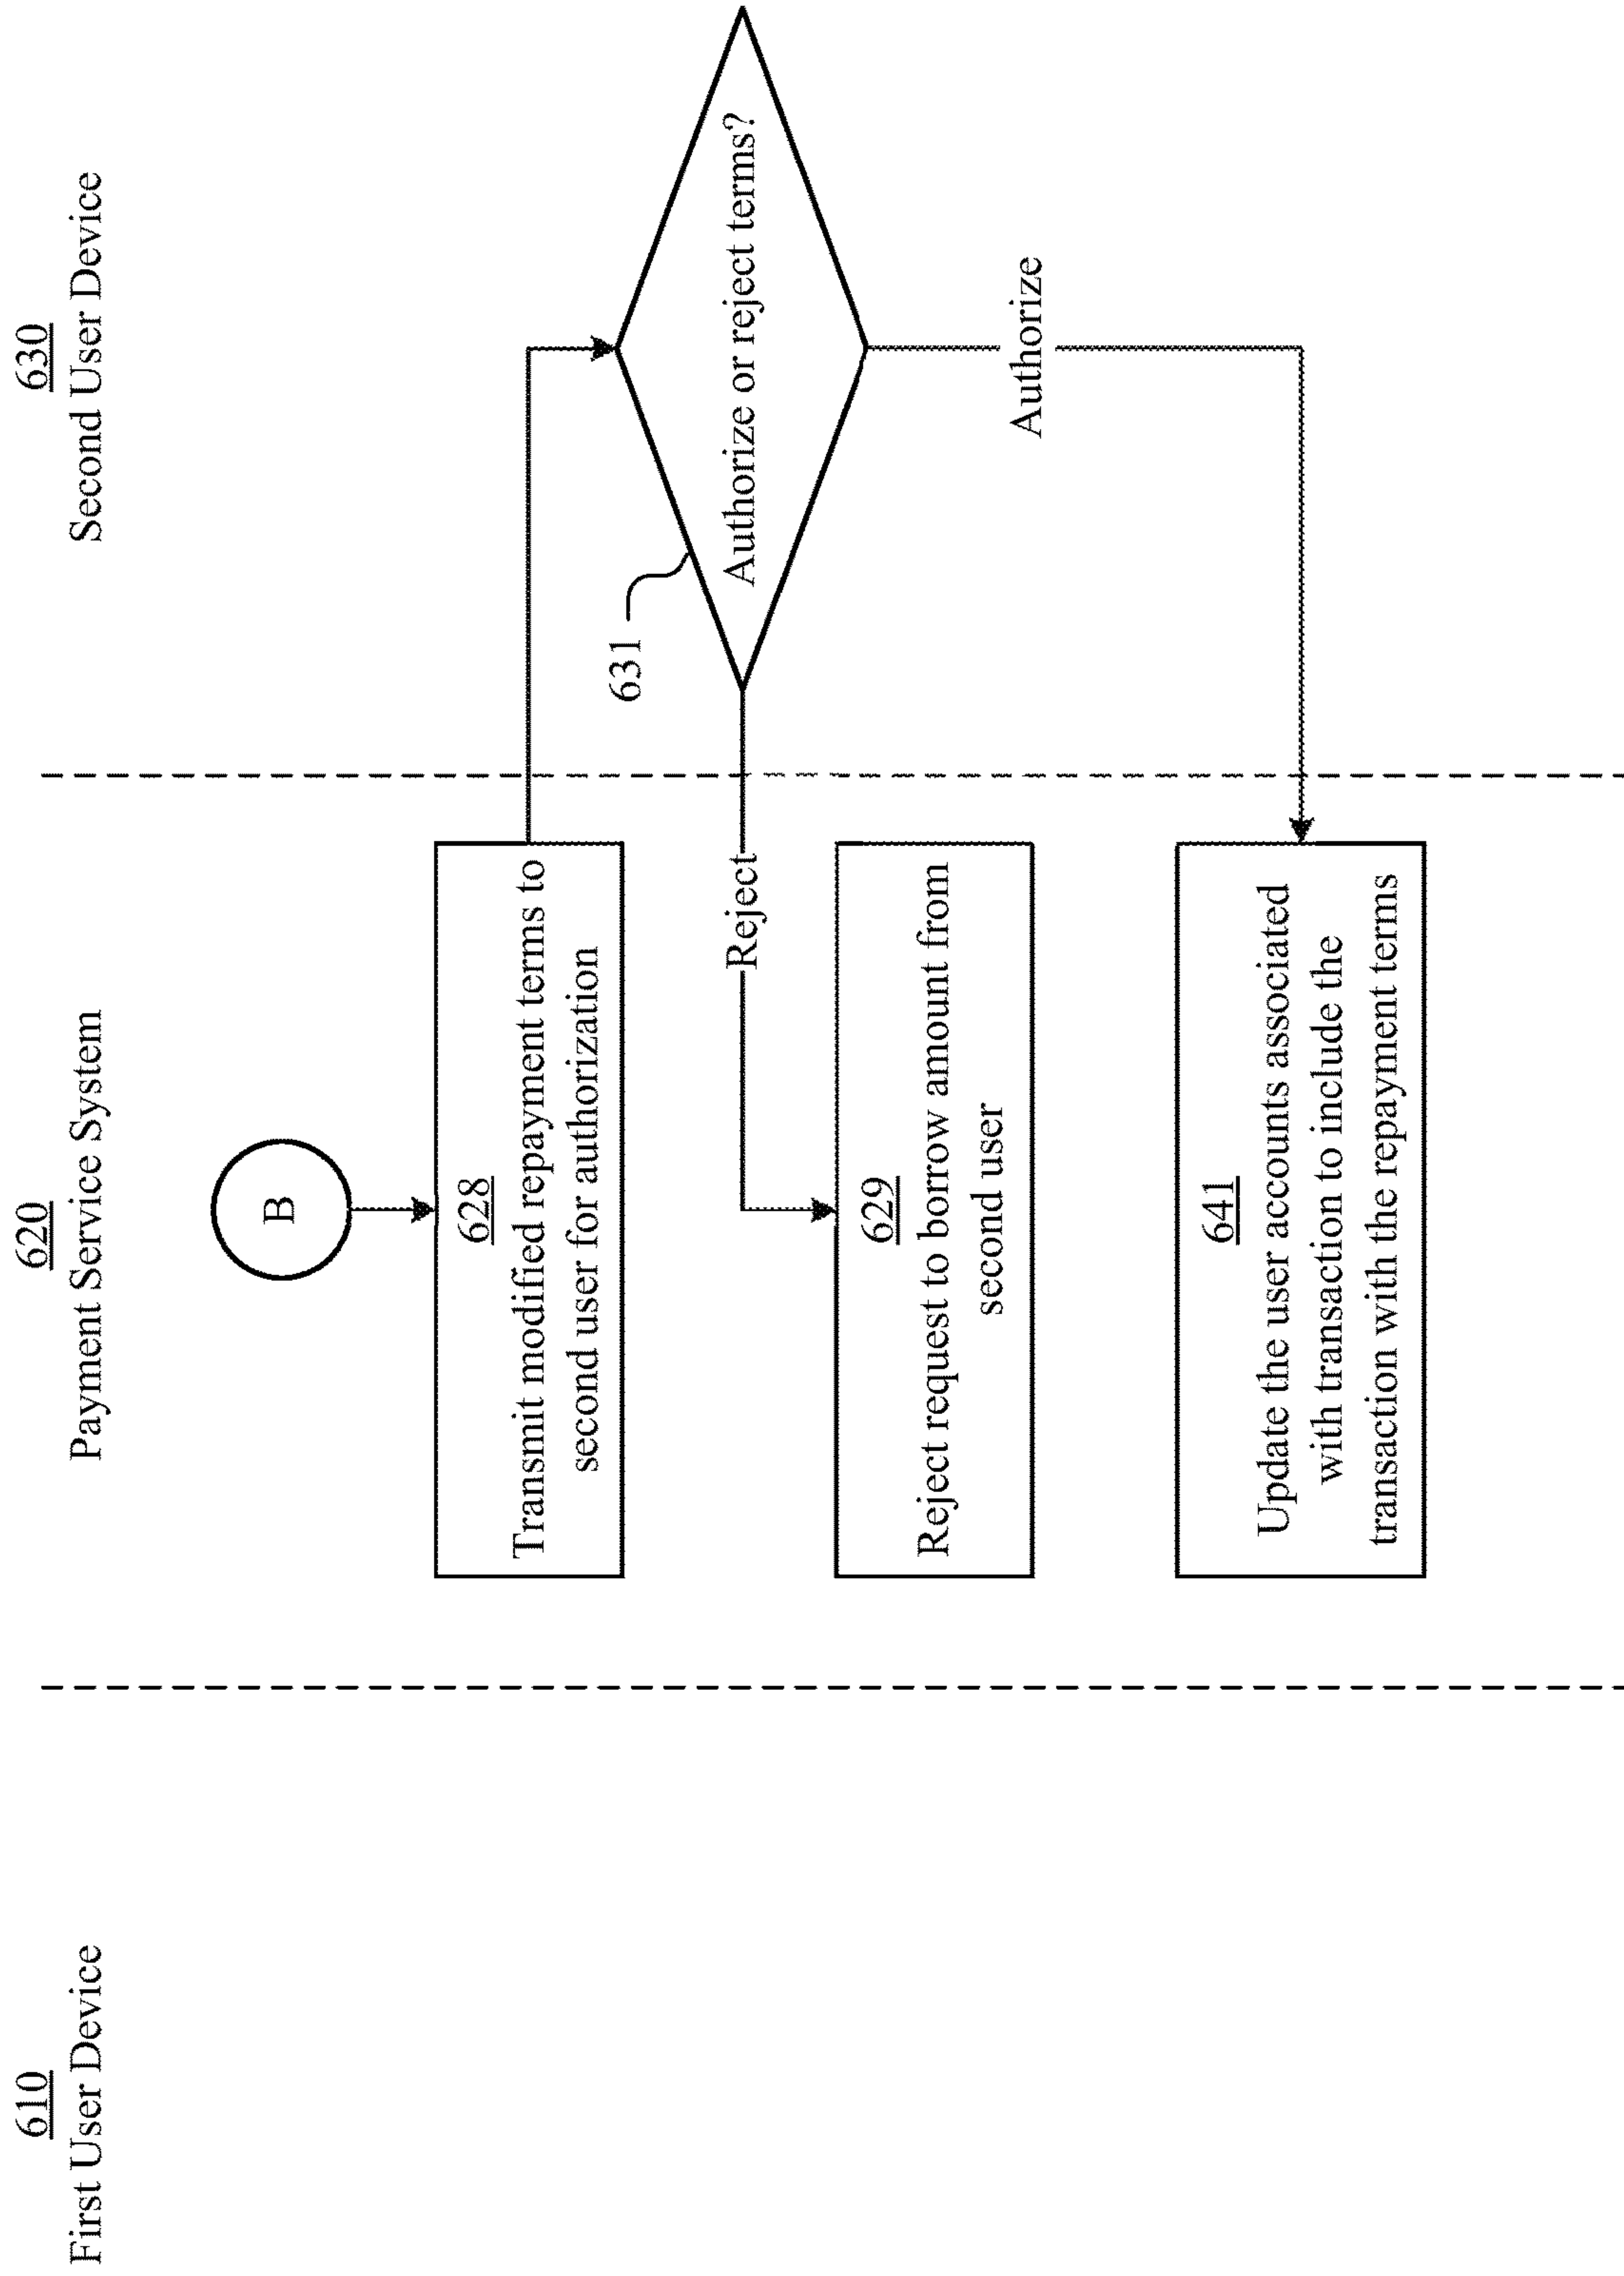 610
First User Device
620
Payment Service System
630
Second User Device
B
628
Transmit modified repayment terms to
second user for authorization
631
Authorize or reject terms?
Reject
629
Reject request to borrow amount from
second user
Authorize
641
Update the user accounts associated
with transaction to include the
transaction with the repayment terms